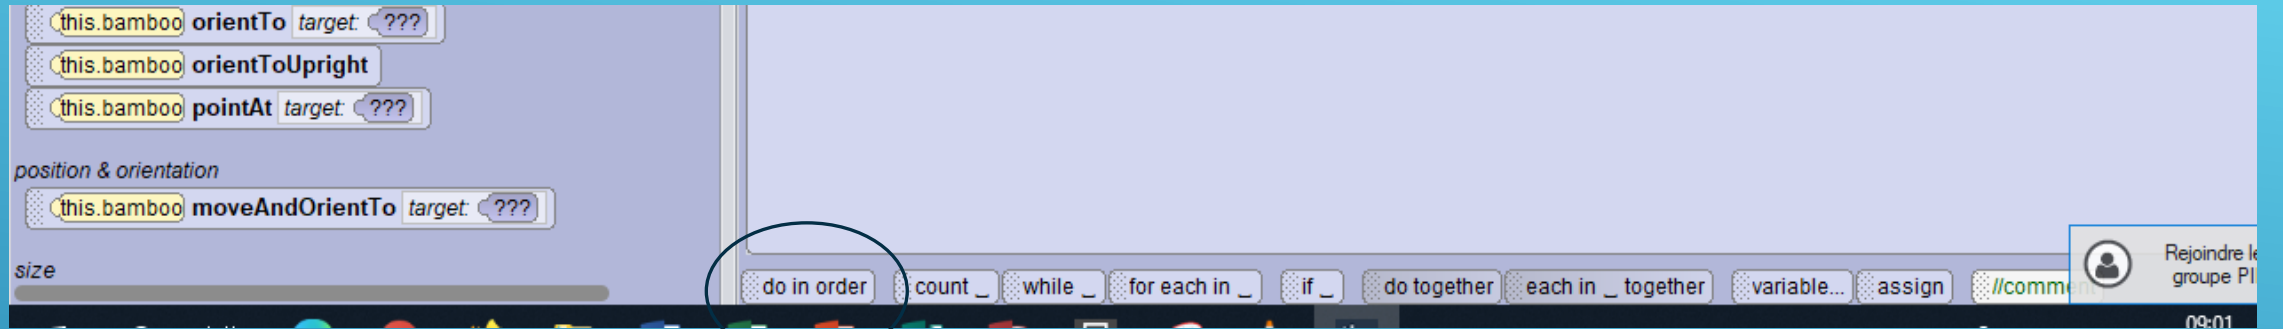 this.bamboo orientTo target: ???
this.bamboo orientToUpright
this.bamboo pointAt target: ???
position & orientation
this.bamboo moveAndOrientTo target: ???
size
do in order count _ while _ for each in _ if _ do together each in _ together variable... assign //comment
Rejoindre le
groupe PI
09:01